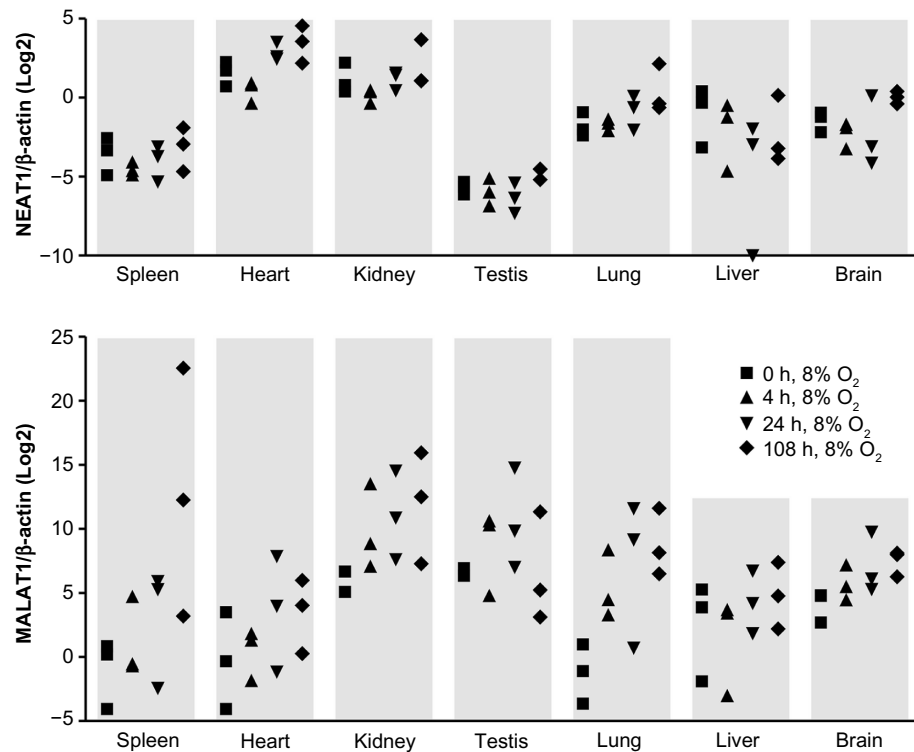 NEAT1/β-actin (Log2)
5
0
−5
−10
Spleen Heart Kidney Testis Lung Liver Brain
MALAT1/β-actin (Log2)
25
20
15
10
5
0
−5
0 h, 8% O₂
4 h, 8% O₂
24 h, 8% O₂
108 h, 8% O₂
Spleen Heart Kidney Testis Lung Liver Brain